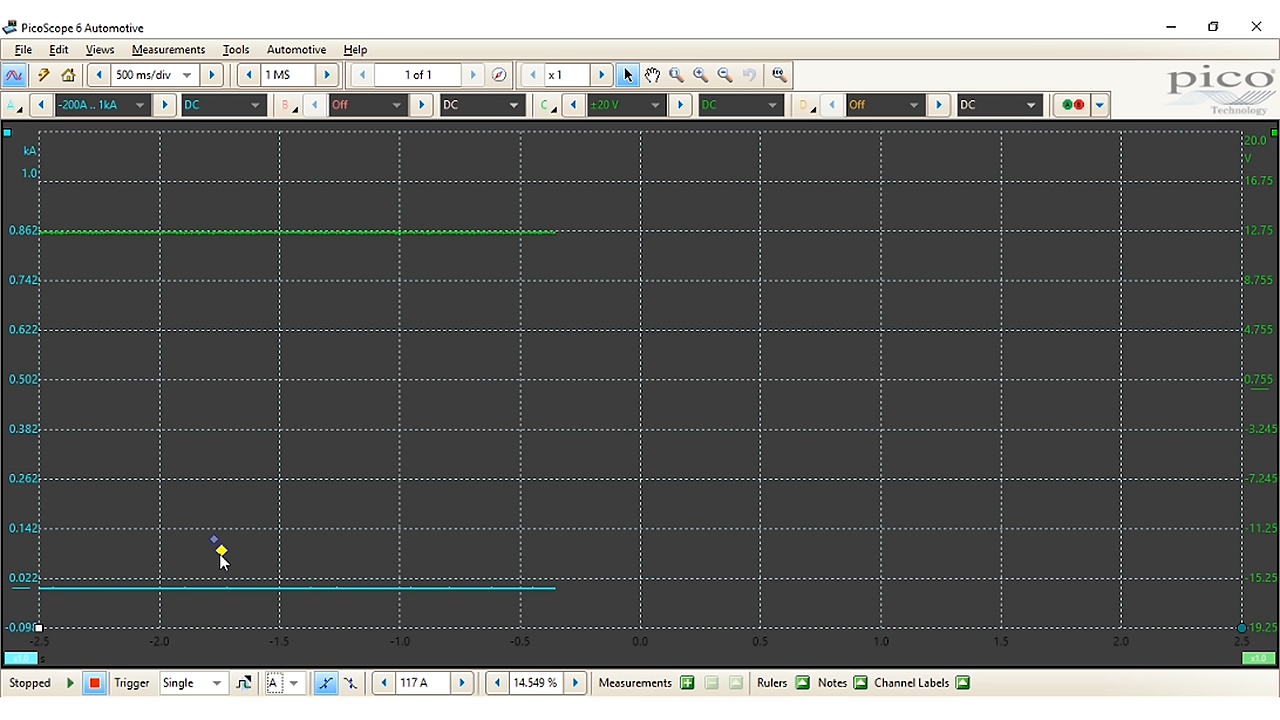 PicoScope 6 Automotive
File Edit Views Measurements Tools Automotive Help
500 ms/div 1 MS 1 of 1 x 1
pico
Technology
A -200A .. 1kA DC B Off DC C ±20 V DC D Off DC
kA 20.0
V
1.0 16.75
0.862 12.75
0.742 8.755
0.622 4.755
0.502 0.755
0.382 -3.245
0.262 -7.245
0.142 -11.25
0.022 -15.25
-0.098 19.25
-2.5 -2.0 -1.5 -1.0 -0.5 0.0 0.5 1.0 1.5 2.0 2.5
x1.0 s x1.0
Stopped Trigger Single A 117 A 14.549 % Measurements Rulers Notes Channel Labels